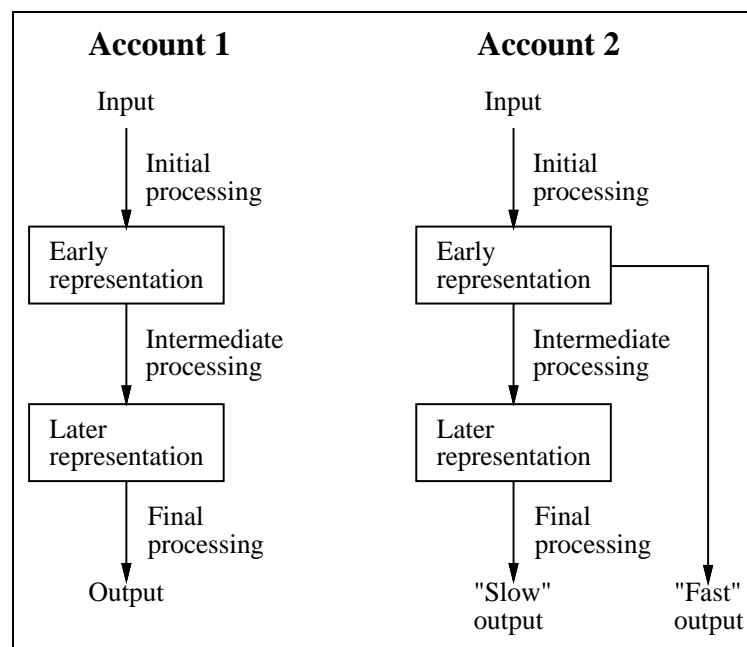 Account 1
Input
Initial
processing
Early
representation
Intermediate
processing
Later
representation
Final
processing
Output
Account 2
Input
Initial
processing
Early
representation
Intermediate
processing
Later
representation
Final
processing
"Slow"
output
"Fast"
output